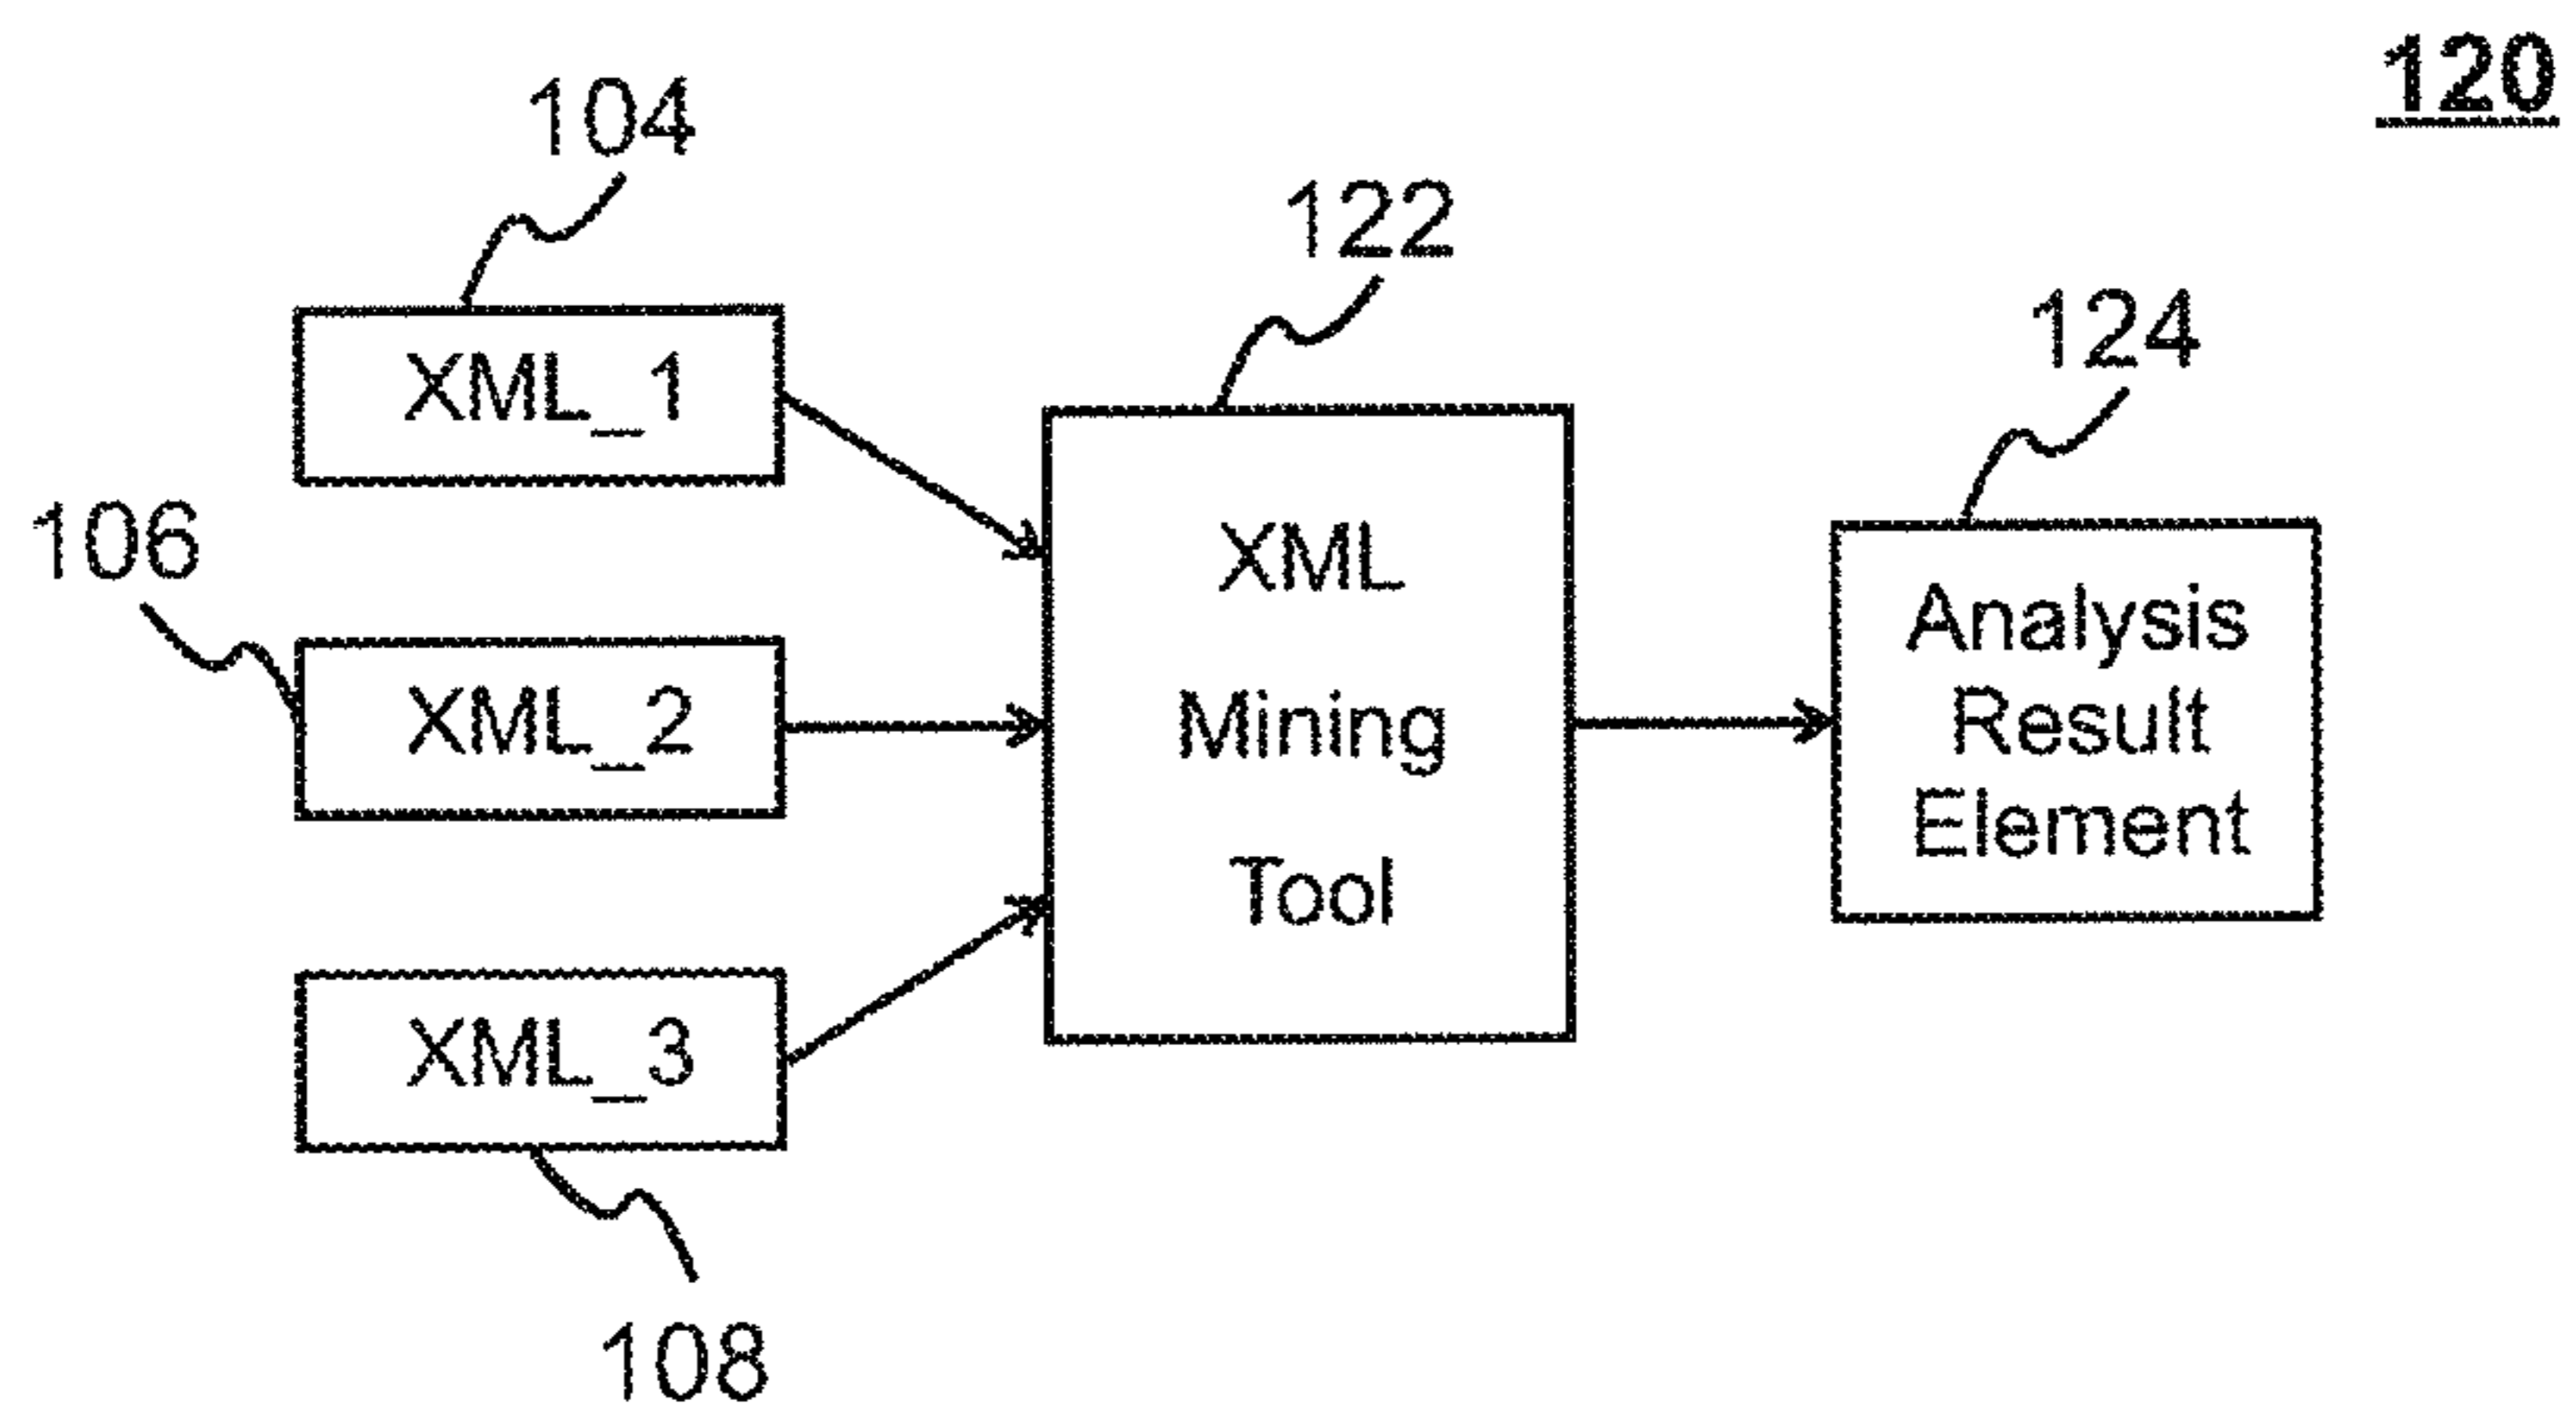 120
104
122
124
XML_1
106
XML
Mining
Tool
Analysis
Result
Element
XML_2
XML_3
108